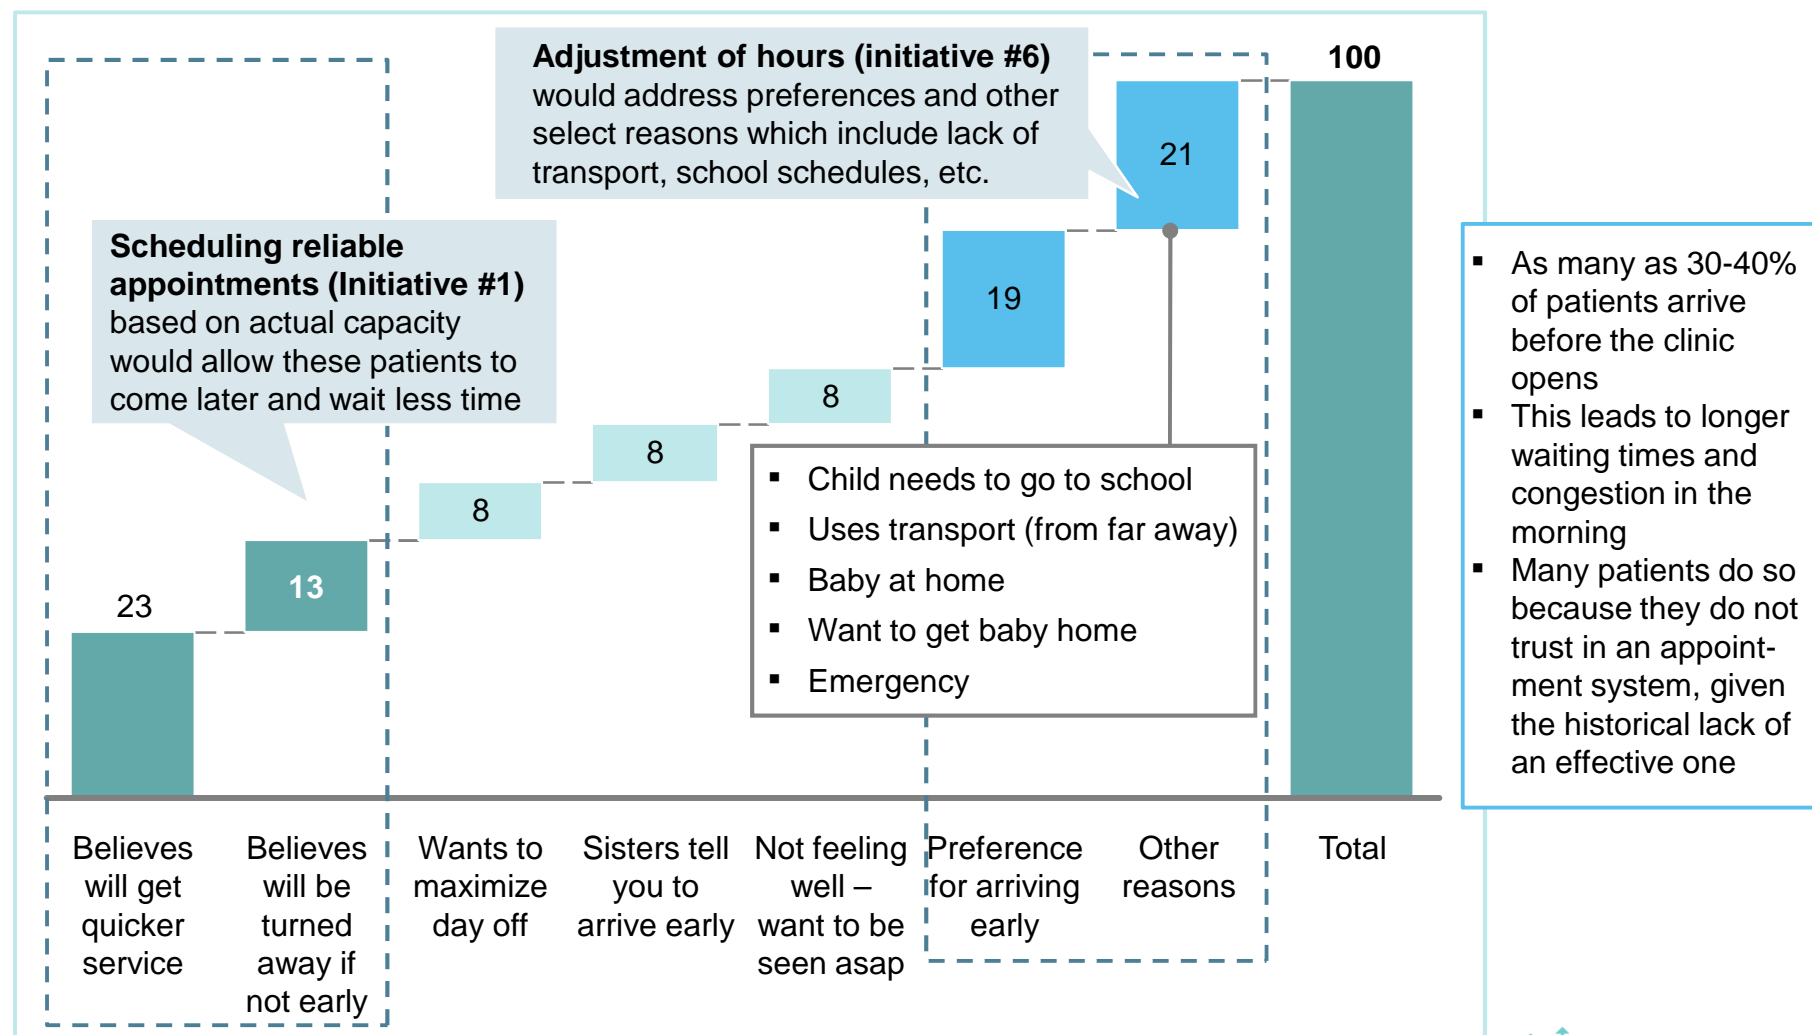 Adjustment of hours (initiative #6)
would address preferences and other
select reasons which include lack of
transport, school schedules, etc.
100
21
Scheduling reliable
appointments (Initiative #1)
based on actual capacity
would allow these patients to
come later and wait less time
19
8
8
8
13
23
▪ Child needs to go to school
▪ Uses transport (from far away)
▪ Baby at home
▪ Want to get baby home
▪ Emergency
▪ As many as 30-40%
of patients arrive
before the clinic
opens
▪ This leads to longer
waiting times and
congestion in the
morning
▪ Many patients do so
because they do not
trust in an appoint-
ment system, given
the historical lack of
an effective one
Believes
will get
quicker
service
Believes
will be
turned
away if
not early
Wants to
maximize
day off
Sisters tell
you to
arrive early
Not feeling
well –
want to be
seen asap
Preference
for arriving
early
Other
reasons
Total